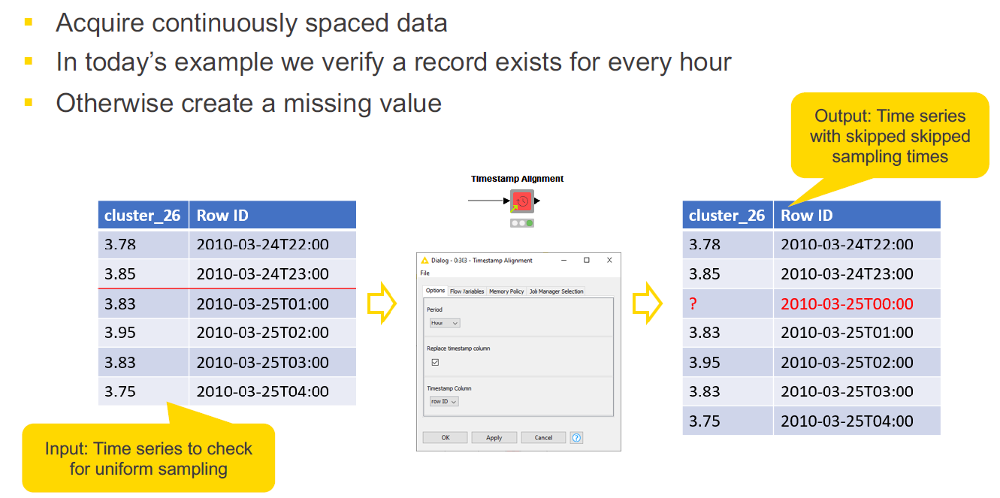 Acquire continuously spaced data
In today's example we verify a record exists for every hour
Otherwise create a missing value
Output: Time series
with skipped skipped
sampling times
Timestamp Alignment
cluster_26 Row ID
3.78 2010-03-24T22:00
3.85 2010-03-24T23:00
3.83 2010-03-25T01:00
3.95 2010-03-25T02:00
3.83 2010-03-25T03:00
3.75 2010-03-25T04:00
Input: Time series to check
for uniform sampling
Dialog - 0:303 - Timestamp Alignment
File
Options Flow Variables Memory Policy Job Manager Selection
Period
Hour
Replace timestamp column
Timestamp Column
row ID
OK Apply Cancel ?
cluster_26 Row ID
3.78 2010-03-24T22:00
3.85 2010-03-24T23:00
? 2010-03-25T00:00
3.83 2010-03-25T01:00
3.95 2010-03-25T02:00
3.83 2010-03-25T03:00
3.75 2010-03-25T04:00